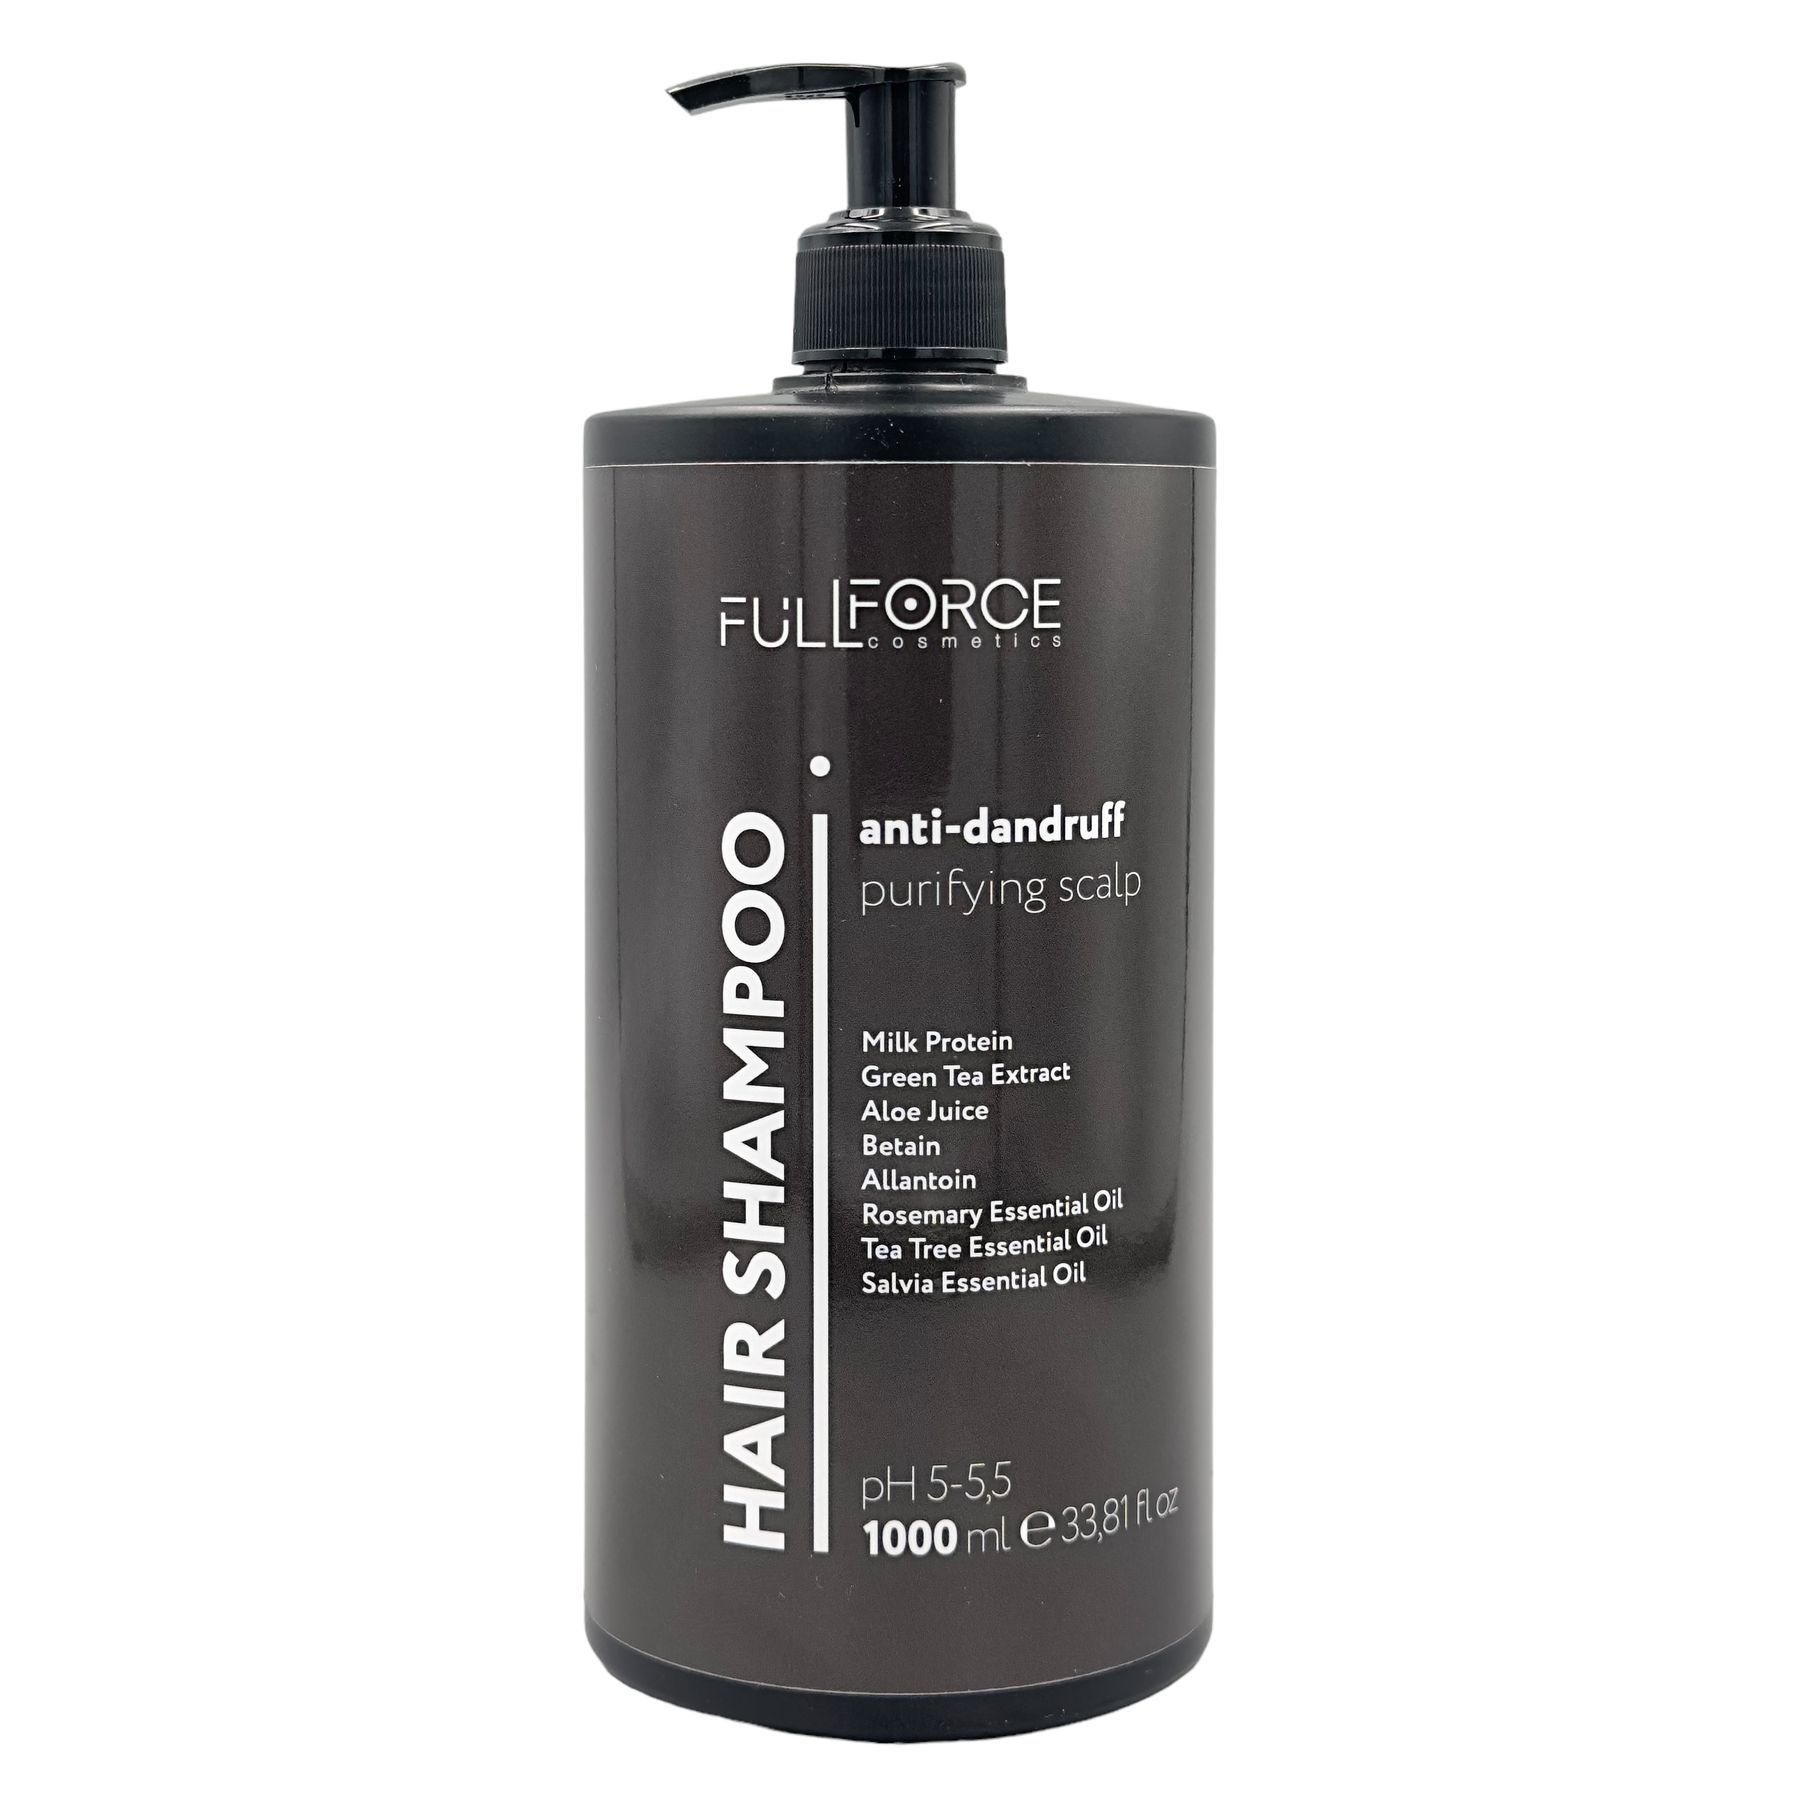 FULLFORCE
cosmetics
HAIR SHAMPOO
anti-dandruff
purifying scalp
Milk Protein
Green Tea Extract
Aloe Juice
Betain
Allantoin
Rosemary Essential Oil
Tea Tree Essential Oil
Salvia Essential Oil
pH 5-5,5
1000 ml ℮ 33,81 fl oz